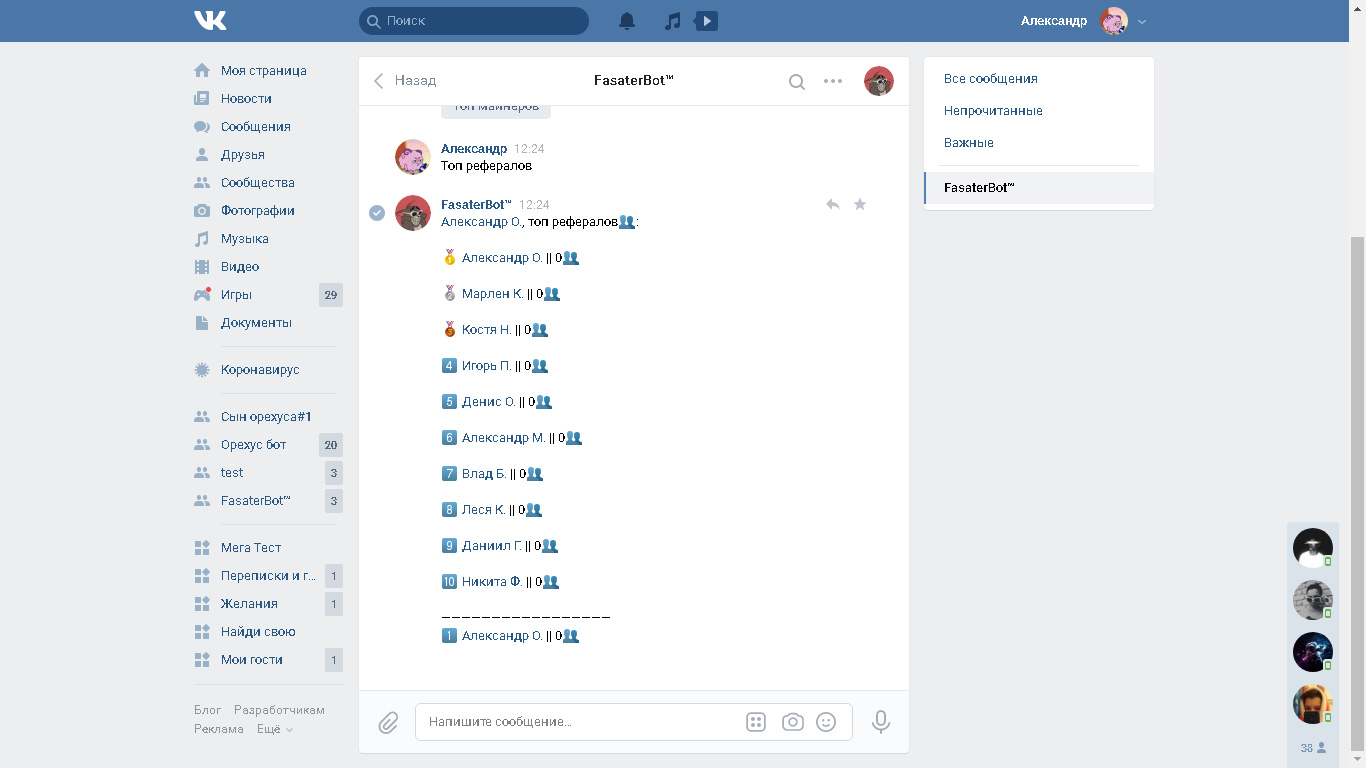 Поиск
Александр
Моя страница
Новости
Сообщения
Друзья
Сообщества
Фотографии
Музыка
Видео
Игры 29
Документы
Коронавирус
Сын орехуса#1
Орехус бот 20
test 3
FasaterBot™ 3
Мега Тест
Переписки и г... 1
Желания 1
Найди свою
Мои гости 1
Блог Разработчикам
Реклама Ещё
Назад
FasaterBot™
Топ майнеров
Александр 12:24
Топ рефералов
FasaterBot™ 12:24
Александр О., топ рефералов👥:
🥇 Александр О. || 0👥
🥈 Марлен К. || 0👥
🥉 Костя Н. || 0👥
4️⃣ Игорь П. || 0👥
5️⃣ Денис О. || 0👥
6️⃣ Александр М. || 0👥
7️⃣ Влад Б. || 0👥
8️⃣ Леся К. || 0👥
9️⃣ Даниил Г. || 0👥
🔟 Никита Ф. || 0👥
_________________
1️⃣ Александр О. || 0👥
Напишите сообщение...
Все сообщения
Непрочитанные
Важные
FasaterBot™
38